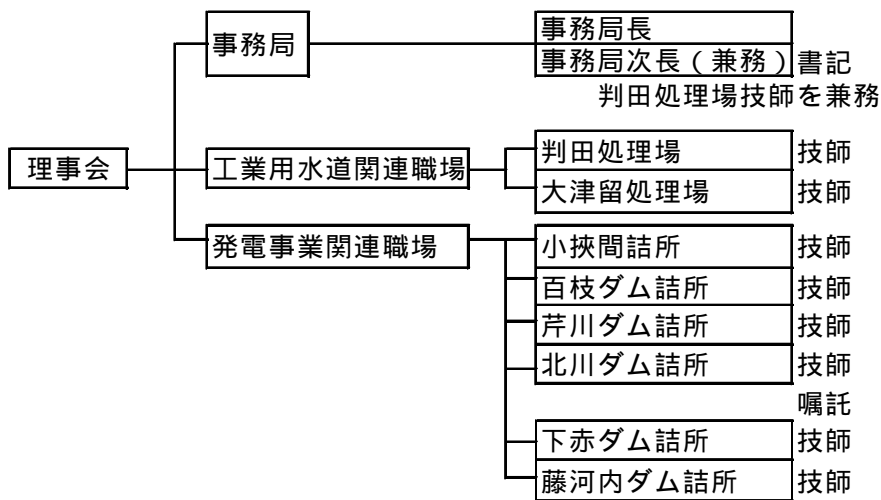 事務局
事務局長
事務局次長（兼務）書記
判田処理場技師を兼務
理事会
工業用水道関連職場
判田処理場 技師
大津留処理場 技師
発電事業関連職場
小挾間詰所 技師
百枝ダム詰所 技師
芹川ダム詰所 技師
北川ダム詰所 技師
嘱託
下赤ダム詰所 技師
藤河内ダム詰所 技師